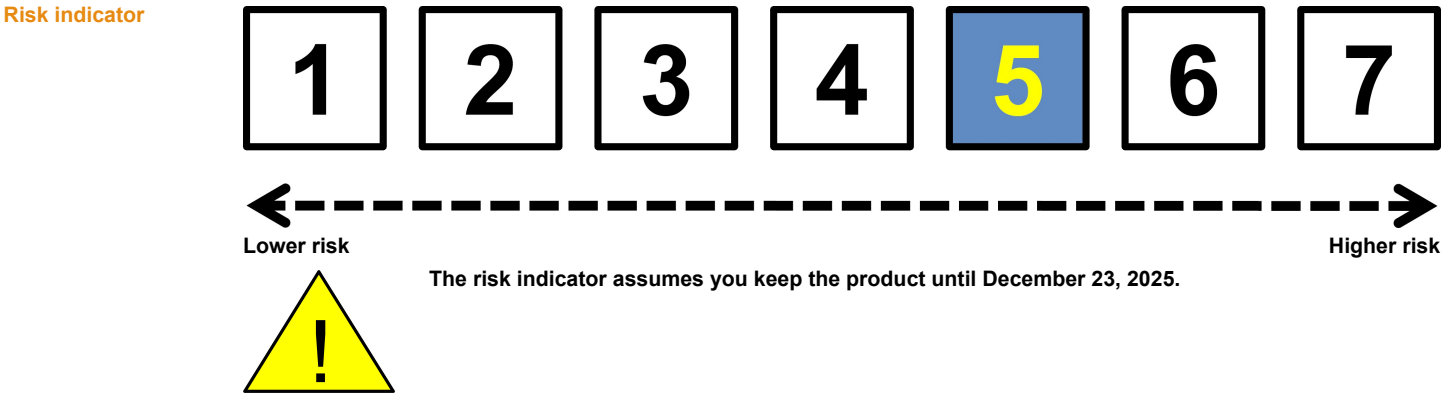 Risk indicator
1 2 3 4 5 6 7
Lower risk Higher risk
The risk indicator assumes you keep the product until December 23, 2025.
!